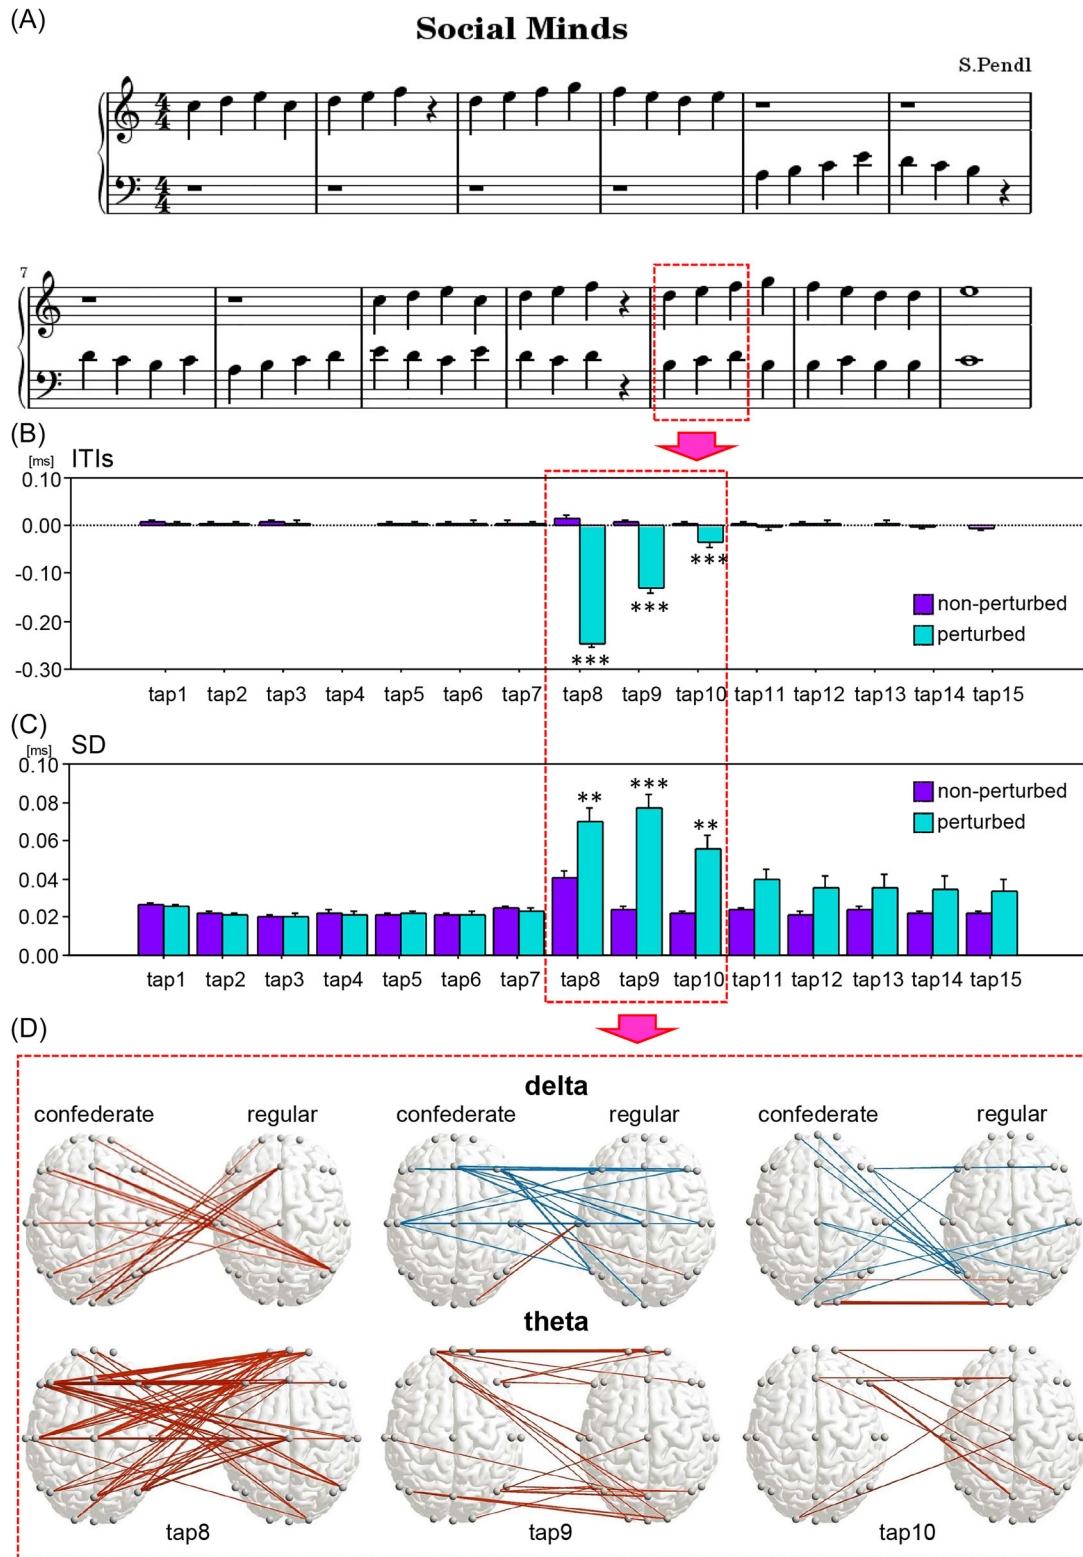 (A)
Social Minds
S.Pendl
4
4
4
4
7
(B)
[ms] ITIs
0.10
0.00
-0.10
-0.20
-0.30
***
***
***
non-perturbed
perturbed
tap1 tap2 tap3 tap4 tap5 tap6 tap7 tap8 tap9 tap10 tap11 tap12 tap13 tap14 tap15
(C)
[ms] SD
0.10
0.08
0.06
0.04
0.02
0.00
** *** **
non-perturbed
perturbed
tap1 tap2 tap3 tap4 tap5 tap6 tap7 tap8 tap9 tap10 tap11 tap12 tap13 tap14 tap15
(D)
delta
confederate regular confederate regular confederate regular
theta
tap8 tap9 tap10